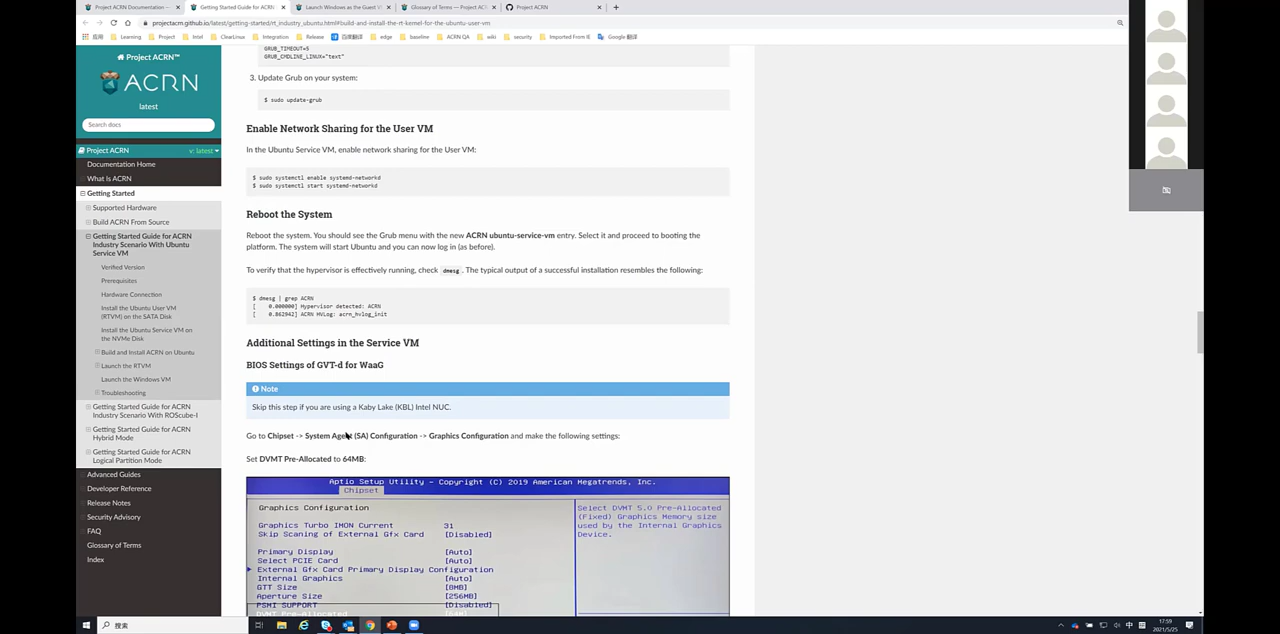 Project ACRN Documentation —
Getting Started Guide for ACRN
Launch Windows as the Guest V
Glossary of Terms — Project AC
Project ACRN
projectacrn.github.io/latest/getting-started/rt_industry_ubuntu.html#build-and-install-the-rt-kernel-for-the-ubuntu-user-vm
应用
Learning
Project
Intel
ClearLinux
Integration
Release
百度翻译
edge
baseline
ACRN QA
wiki
security
Imported From IE
Google 翻译
Project ACRN™
ACRN
latest
Search docs
Project ACRN
v: latest
Documentation Home
What Is ACRN
Getting Started
Supported Hardware
Build ACRN From Source
Getting Started Guide for ACRN
Industry Scenario With Ubuntu
Service VM
Verified Version
Prerequisites
Hardware Connection
Install the Ubuntu User VM
(RTVM) on the SATA Disk
Install the Ubuntu Service VM on
the NVMe Disk
Build and Install ACRN on Ubuntu
Launch the RTVM
Launch the Windows VM
Troubleshooting
Getting Started Guide for ACRN
Industry Scenario With ROScube-I
Getting Started Guide for ACRN
Hybrid Mode
Getting Started Guide for ACRN
Logical Partition Mode
Advanced Guides
Developer Reference
Release Notes
Security Advisory
FAQ
Glossary of Terms
Index
GRUB_TIMEOUT=5
GRUB_CMDLINE_LINUX="text"
3. Update Grub on your system:
$ sudo update-grub
Enable Network Sharing for the User VM
In the Ubuntu Service VM, enable network sharing for the User VM:
$ sudo systemctl enable systemd-networkd
$ sudo systemctl start systemd-networkd
Reboot the System
Reboot the system. You should see the Grub menu with the new ACRN ubuntu-service-vm entry. Select it and proceed to booting the
platform. The system will start Ubuntu and you can now log in (as before).
To verify that the hypervisor is effectively running, check dmesg . The typical output of a successful installation resembles the following:
$ dmesg | grep ACRN
[ 0.000000] Hypervisor detected: ACRN
[ 0.862942] ACRN HVLog: acrn_hvlog_init
Additional Settings in the Service VM
BIOS Settings of GVT-d for WaaG
Note
Skip this step if you are using a Kaby Lake (KBL) Intel NUC.
Go to Chipset -> System Agent (SA) Configuration -> Graphics Configuration and make the following settings:
Set DVMT Pre-Allocated to 64MB:
Aptio Setup Utility – Copyright (C) 2019 American Megatrends, Inc.
Chipset
Graphics Configuration
Graphics Turbo IMON Current 31
Skip Scaning of External Gfx Card [Disabled]
Primary Display [Auto]
Select PCIE Card [Auto]
External Gfx Card Primary Display Configuration
Internal Graphics [Auto]
GTT Size [8MB]
Aperture Size [256MB]
PSMI SUPPORT [Disabled]
DVMT Pre-Allocated [64M]
Select DVMT 5.0 Pre-Allocated
(Fixed) Graphics Memory size
used by the Internal Graphics
Device.
搜索
中
17:59
2021/5/25